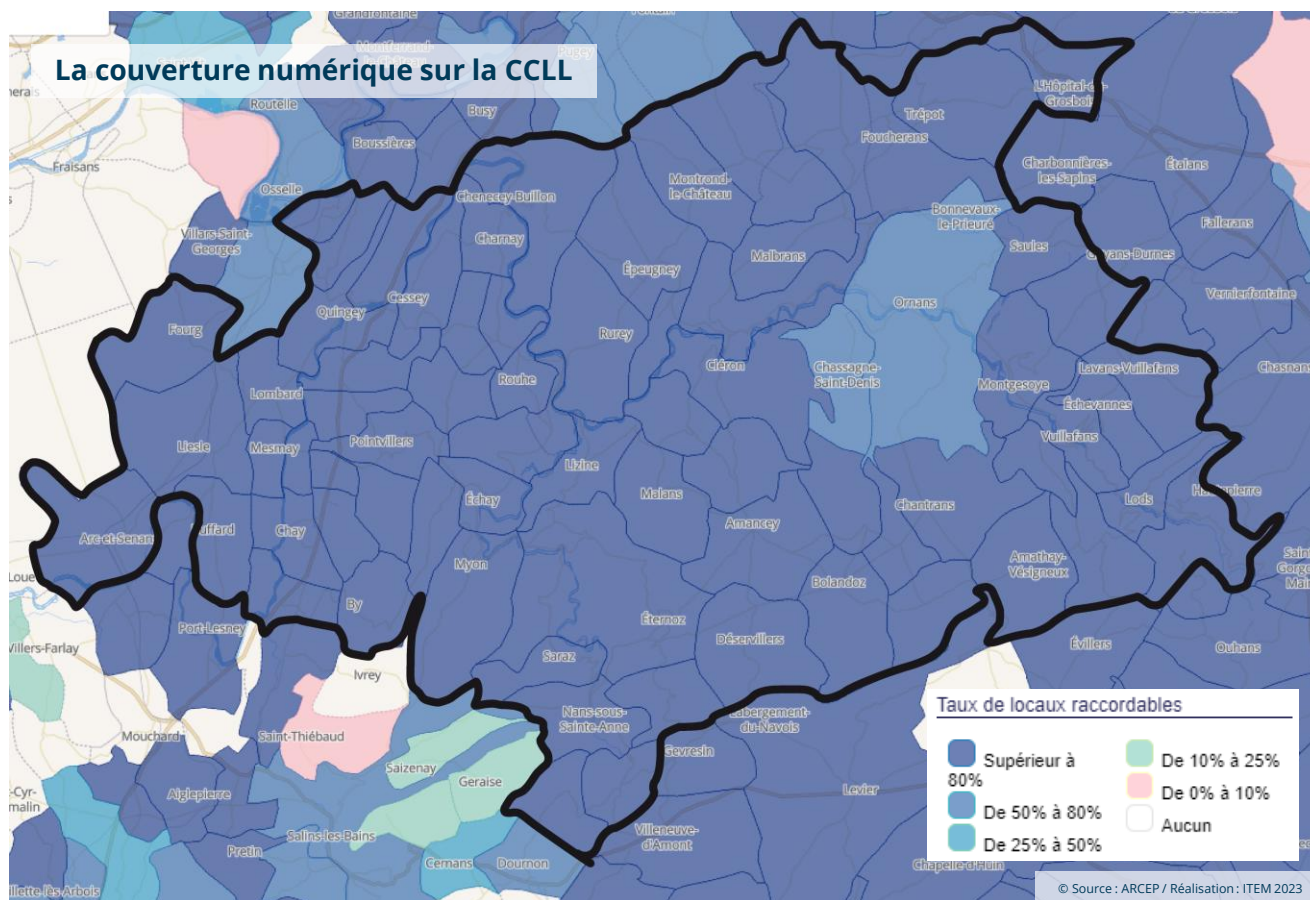 Grandfontaine
La couverture numérique sur la CCLL
Routelle
Busy
Boussières
Fraisans
Osselle
Villars-Saint-
Georges
Chenecey-Buillon
Charnay
Montrond-
le-Château
Trépot
Foucherans
L'Hôpital-du-
Grosbois
Charbonnières-
les-Sapins
Étalans
Bonnevaux-
le-Prieuré
Fallerans
Saules
Malbrans
Épeugney
Vernierfontaine
Ornans
Cessey
Quingey
Fourg
Rurey
Cléron
Chassagne-
Saint-Denis
Lavans-Vuillafans
Montgesoye
Échevannes
Rouhe
Lombard
Vuillafans
Pointvillers
Liesle
Mesmay
Lizine
Malans
Échay
Amancey
Chantrans
Lods
Arc-et-Senans
Chay
Myon
Amathay-
Vésigneux
Bolandoz
By
Port-Lesney
Éternoz
Déservillers
Villers-Farlay
Évillers
Ouhans
Saraz
Ivrey
Nans-sous-
Sainte-Anne
Labergement-
du-Navois
Mouchard
Saint-Thiébaud
Gevresin
Saizenay
Geraise
Aiglepierre
Levier
Salins-les-Bains
Villeneuve-
d'Amont
Pretin
Cernans
Dournon
Chapelle-d'Huin
Taux de locaux raccordables
Supérieur à
80%
De 50% à 80%
De 25% à 50%
De 10% à 25%
De 0% à 10%
Aucun
© Source : ARCEP / Réalisation : ITEM 2023